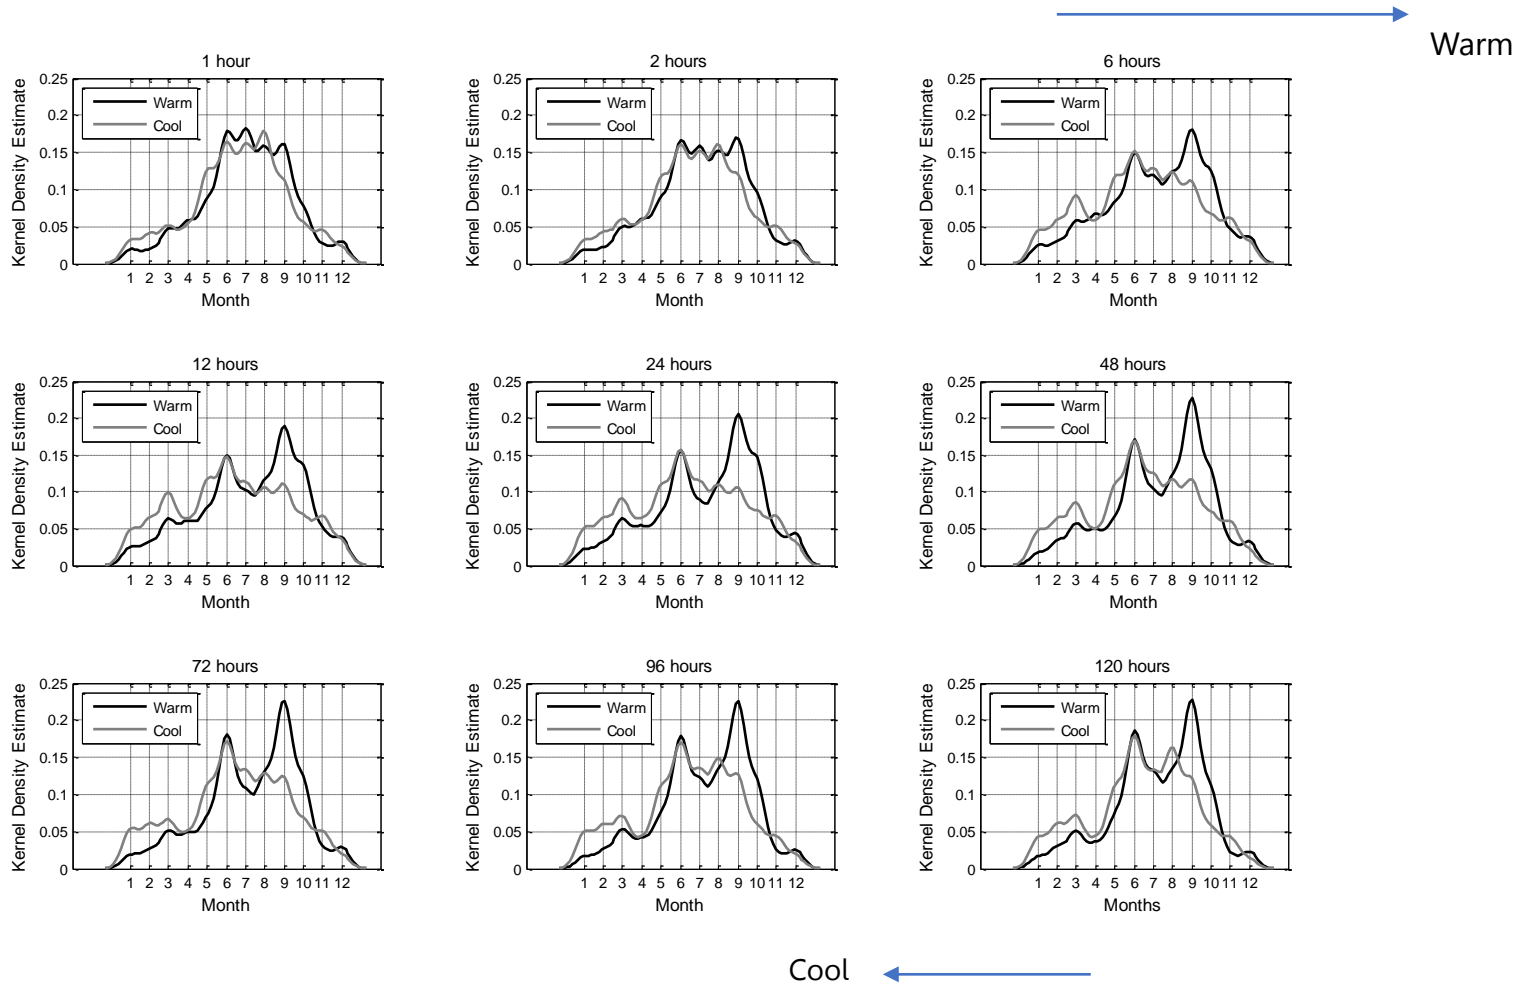 Warm
1 hour
Kernel Density Estimate
0.25
0.2
0.15
0.1
0.05
0
Warm
Cool
1 2 3 4 5 6 7 8 9 10 11 12
Month
2 hours
Kernel Density Estimate
0.25
0.2
0.15
0.1
0.05
0
Warm
Cool
1 2 3 4 5 6 7 8 9 10 11 12
Month
6 hours
Kernel Density Estimate
0.25
0.2
0.15
0.1
0.05
0
Warm
Cool
1 2 3 4 5 6 7 8 9 10 11 12
Month
12 hours
Kernel Density Estimate
0.25
0.2
0.15
0.1
0.05
0
Warm
Cool
1 2 3 4 5 6 7 8 9 10 11 12
Month
24 hours
Kernel Density Estimate
0.25
0.2
0.15
0.1
0.05
0
Warm
Cool
1 2 3 4 5 6 7 8 9 10 11 12
Month
48 hours
Kernel Density Estimate
0.25
0.2
0.15
0.1
0.05
0
Warm
Cool
1 2 3 4 5 6 7 8 9 10 11 12
Month
72 hours
Kernel Density Estimate
0.25
0.2
0.15
0.1
0.05
0
Warm
Cool
1 2 3 4 5 6 7 8 9 10 11 12
Month
96 hours
Kernel Density Estimate
0.25
0.2
0.15
0.1
0.05
0
Warm
Cool
1 2 3 4 5 6 7 8 9 10 11 12
Month
120 hours
Kernel Density Estimate
0.25
0.2
0.15
0.1
0.05
0
Warm
Cool
1 2 3 4 5 6 7 8 9 10 11 12
Months
Cool